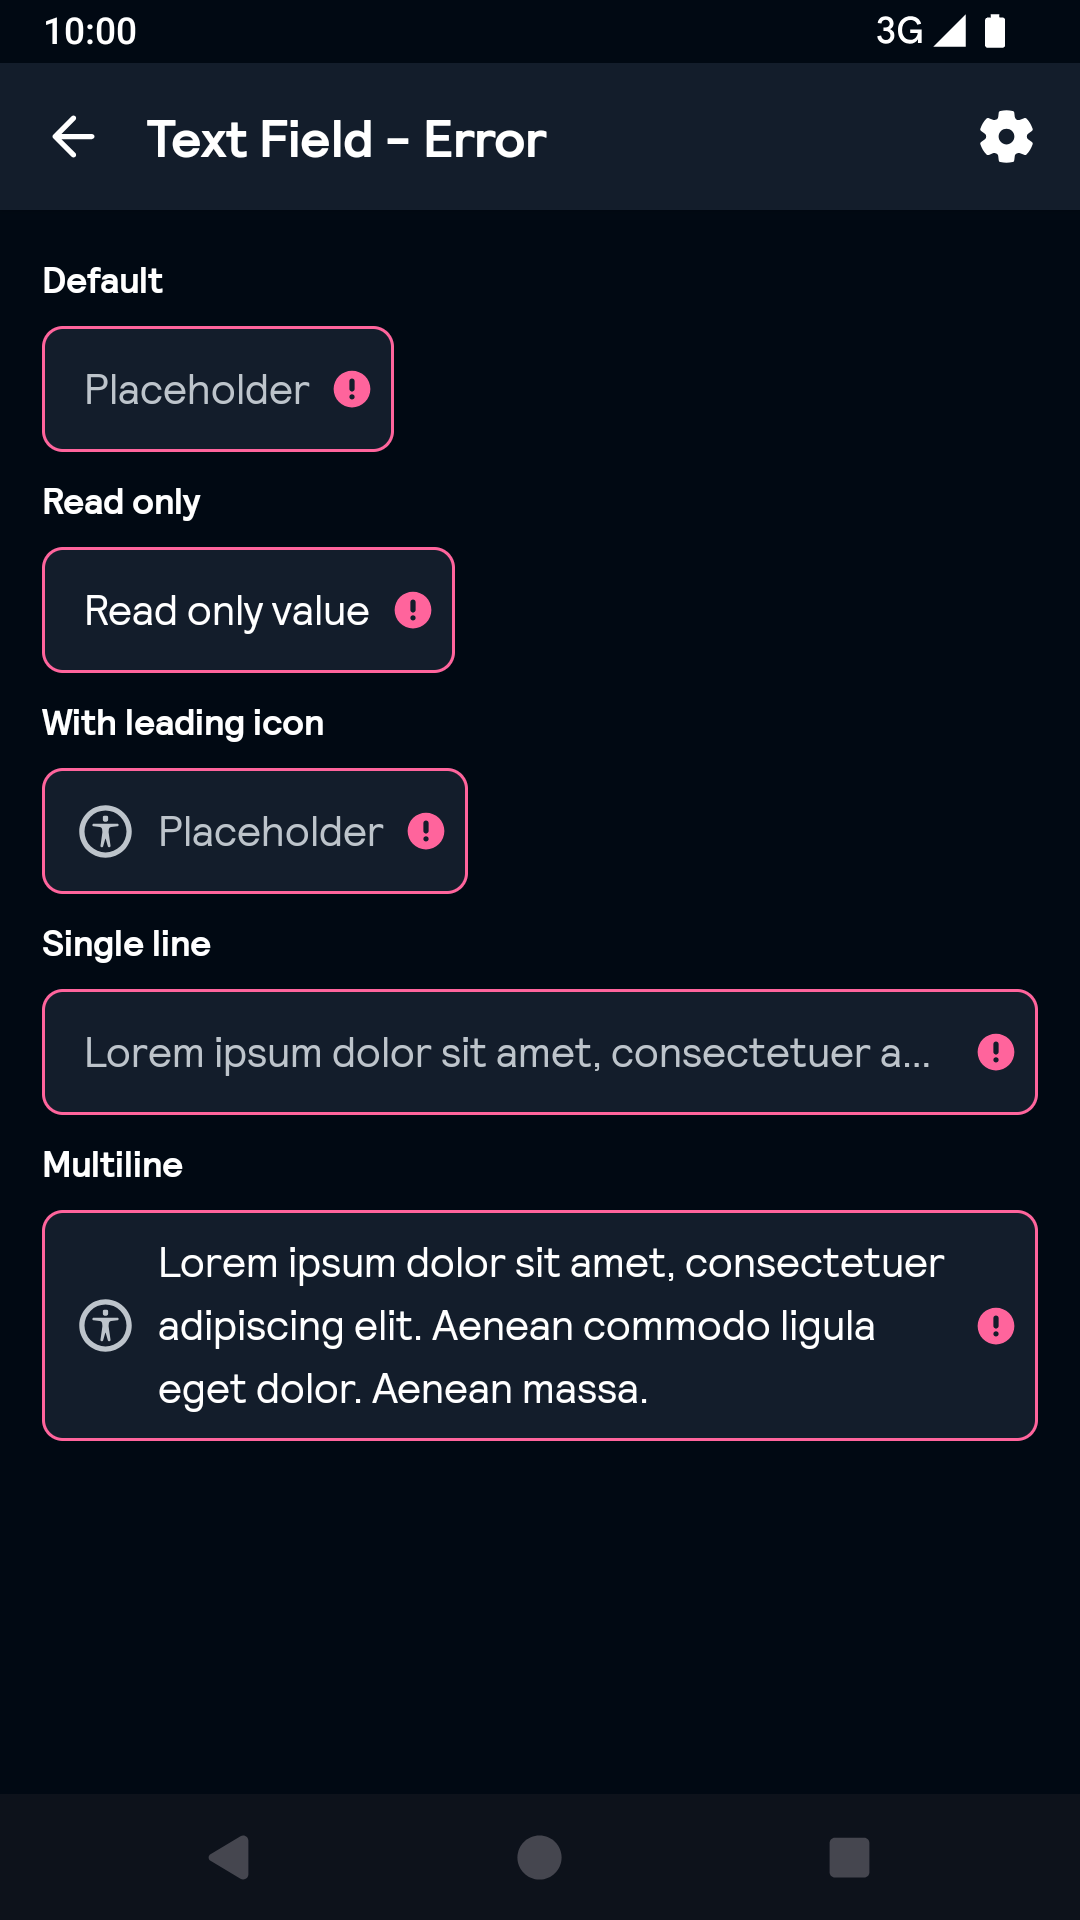 10:00
3G
Text Field - Error
Default
Placeholder
Read only
Read only value
With leading icon
Placeholder
Single line
Lorem ipsum dolor sit amet, consectetuer a...
Multiline
Lorem ipsum dolor sit amet, consectetuer
adipiscing elit. Aenean commodo ligula
eget dolor. Aenean massa.